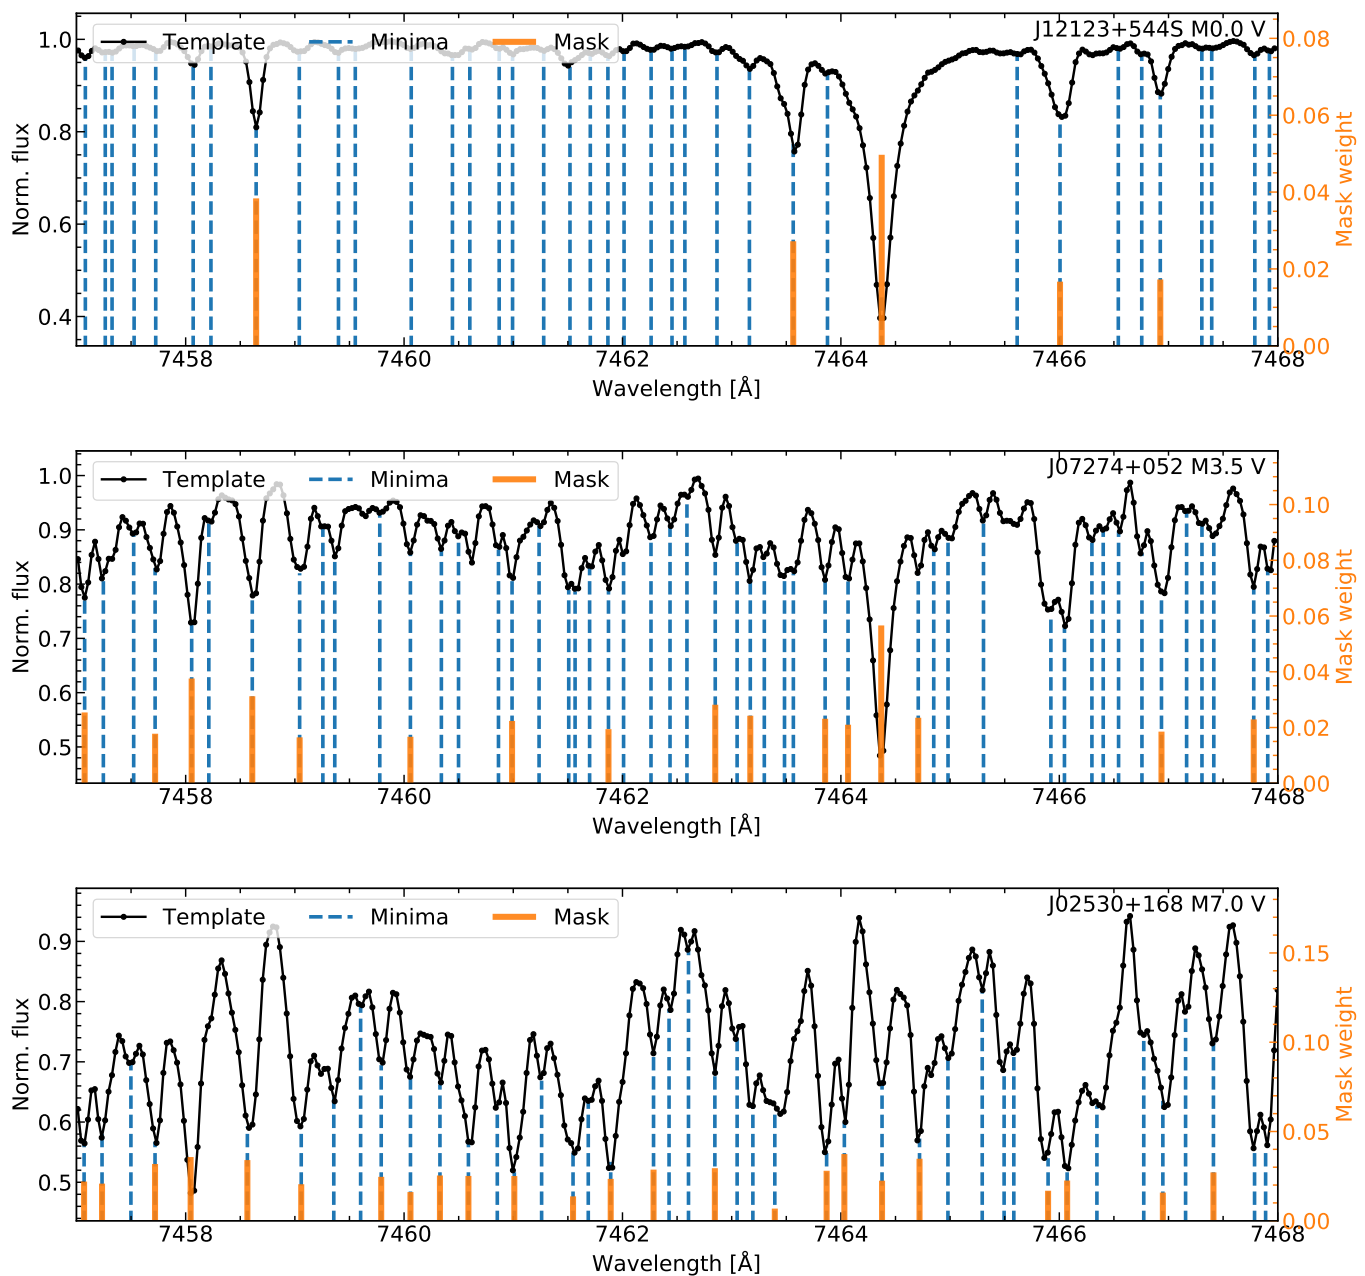 Template Minima Mask
J12123+544S M0.0 V
1.0
0.8
0.6
0.4
Norm. flux
0.08
0.06
0.04
0.02
0.00
Mask weight
7458 7460 7462 7464 7466 7468
Wavelength [Å]
Template Minima Mask
J07274+052 M3.5 V
1.0
0.9
0.8
0.7
0.6
0.5
Norm. flux
0.10
0.08
0.06
0.04
0.02
0.00
Mask weight
7458 7460 7462 7464 7466 7468
Wavelength [Å]
Template Minima Mask
J02530+168 M7.0 V
0.9
0.8
0.7
0.6
0.5
Norm. flux
0.15
0.10
0.05
0.00
Mask weight
7458 7460 7462 7464 7466 7468
Wavelength [Å]